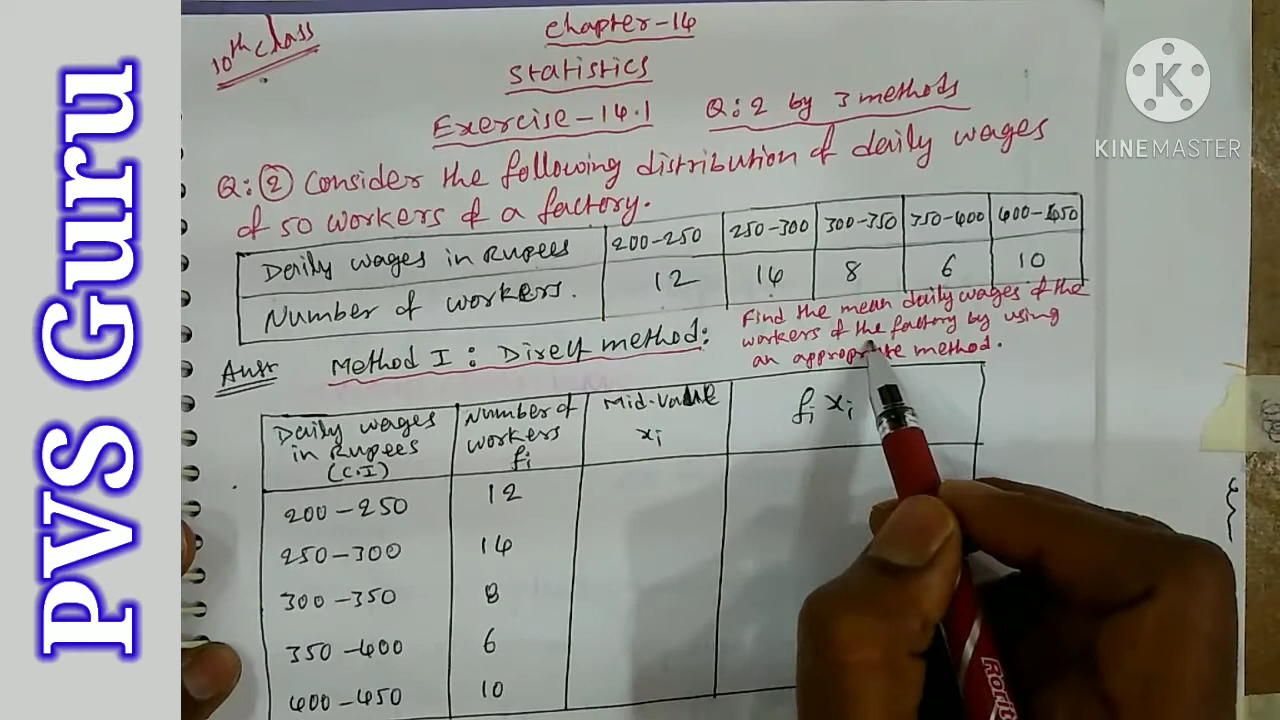 PVS Guru
10th class
chapter-14
statistics
Exercise-14.1 Q:2 by 3 methods
Q: 2 Consider the following distribution of daily wages
of 50 workers of a factory.
Daily wages in Rupees 200-250 250-300 300-350 350-400 400-450
Number of workers. 12 14 8 6 10
Find the mean daily wages of the
workers of the factory by using
an appropriate method.
Answer Method I: Direct method:
Daily wages in Rupees (C.I) Number of workers fi Mid-value xi fi xi
200-250 12
250-300 14
300-350 8
350-400 6
400-450 10
K
KINEMASTER
Rorito